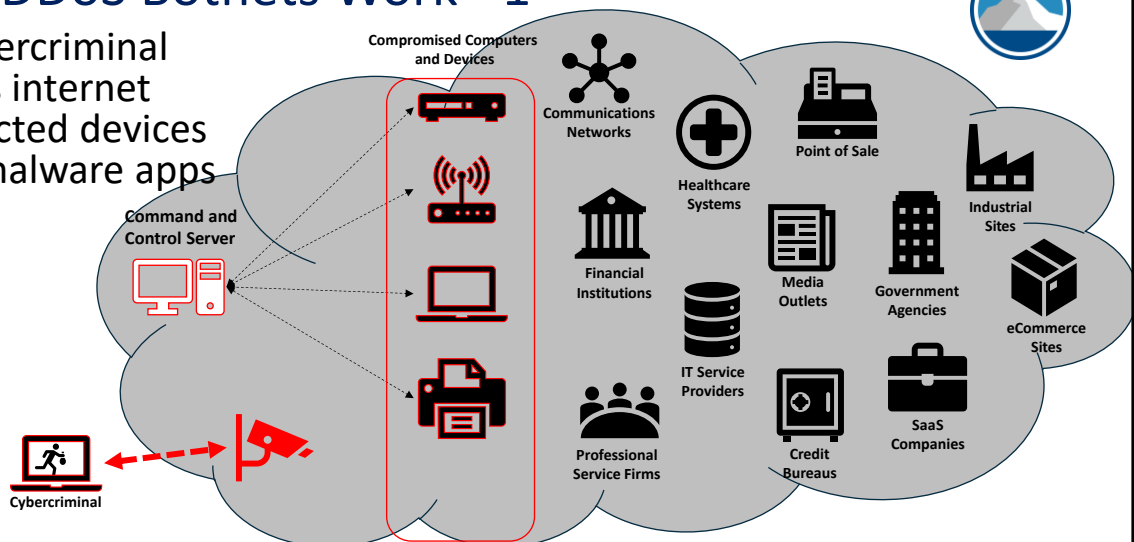 DDoS Botnets Work - 1
ercriminal
internet
cted devices
malware apps
Compromised Computers
and Devices
Command and
Control Server
Cybercriminal
Communications
Networks
Healthcare
Systems
Point of Sale
Industrial
Sites
Financial
Institutions
Media
Outlets
Government
Agencies
eCommerce
Sites
IT Service
Providers
Professional
Service Firms
Credit
Bureaus
SaaS
Companies